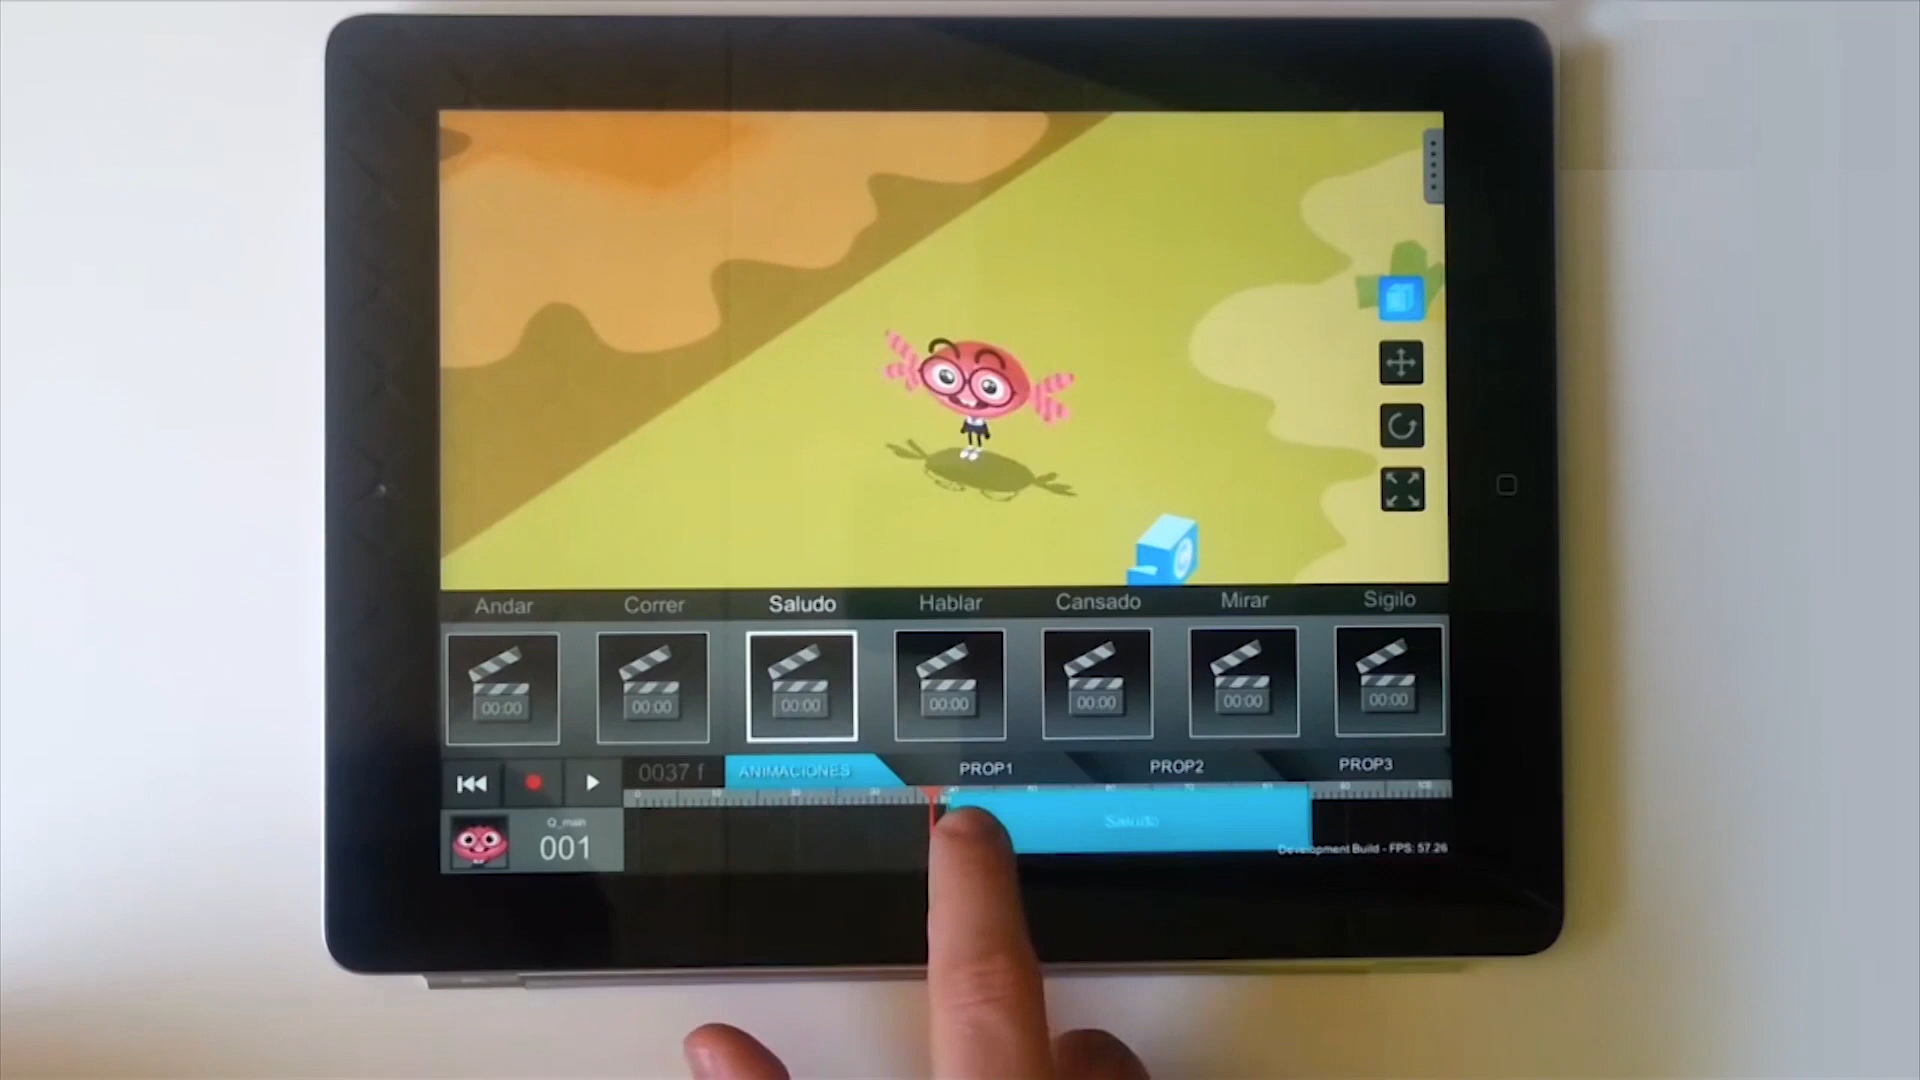 Andar Correr Saludo Hablar Cansado Mirar Sigilo
00:00 00:00 00:00 00:00 00:00 00:00 00:00
0037 f ANIMACIONES PROP1 PROP2 PROP3
Q_main
001
Saludo
Development Build - FPS: 57.26